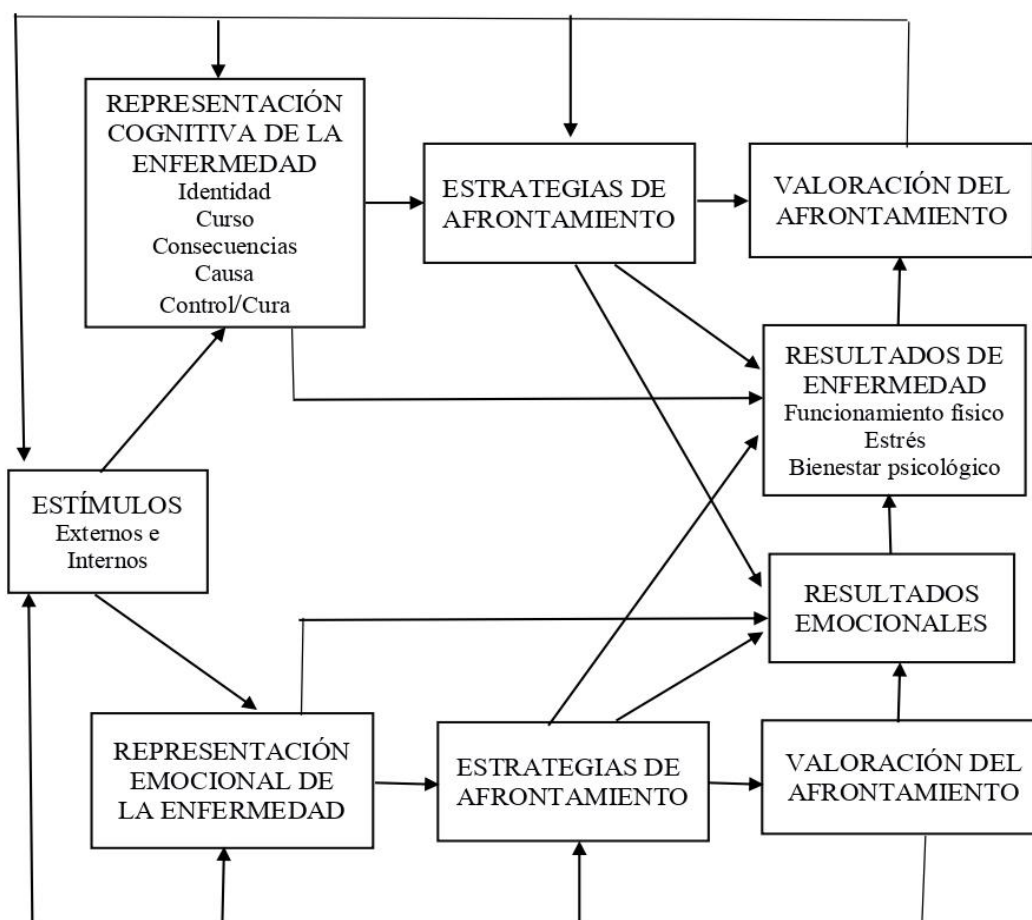 REPRESENTACIÓN
COGNITIVA DE LA
ENFERMEDAD
Identidad
Curso
Consecuencias
Causa
Control/Cura
ESTRATEGIAS DE
AFRONTAMIENTO
VALORACIÓN DEL
AFRONTAMIENTO
RESULTADOS DE
ENFERMEDAD
Funcionamiento físico
Estrés
Bienestar psicológico
ESTÍMULOS
Externos e
Internos
RESULTADOS
EMOCIONALES
REPRESENTACIÓN
EMOCIONAL DE
LA ENFERMEDAD
ESTRATEGIAS DE
AFRONTAMIENTO
VALORACIÓN DEL
AFRONTAMIENTO